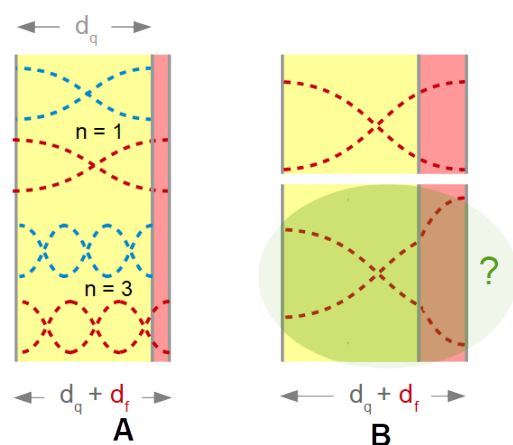 d_q
n = 1
n = 3
?
d_q + d_f
d_q + d_f
A
B